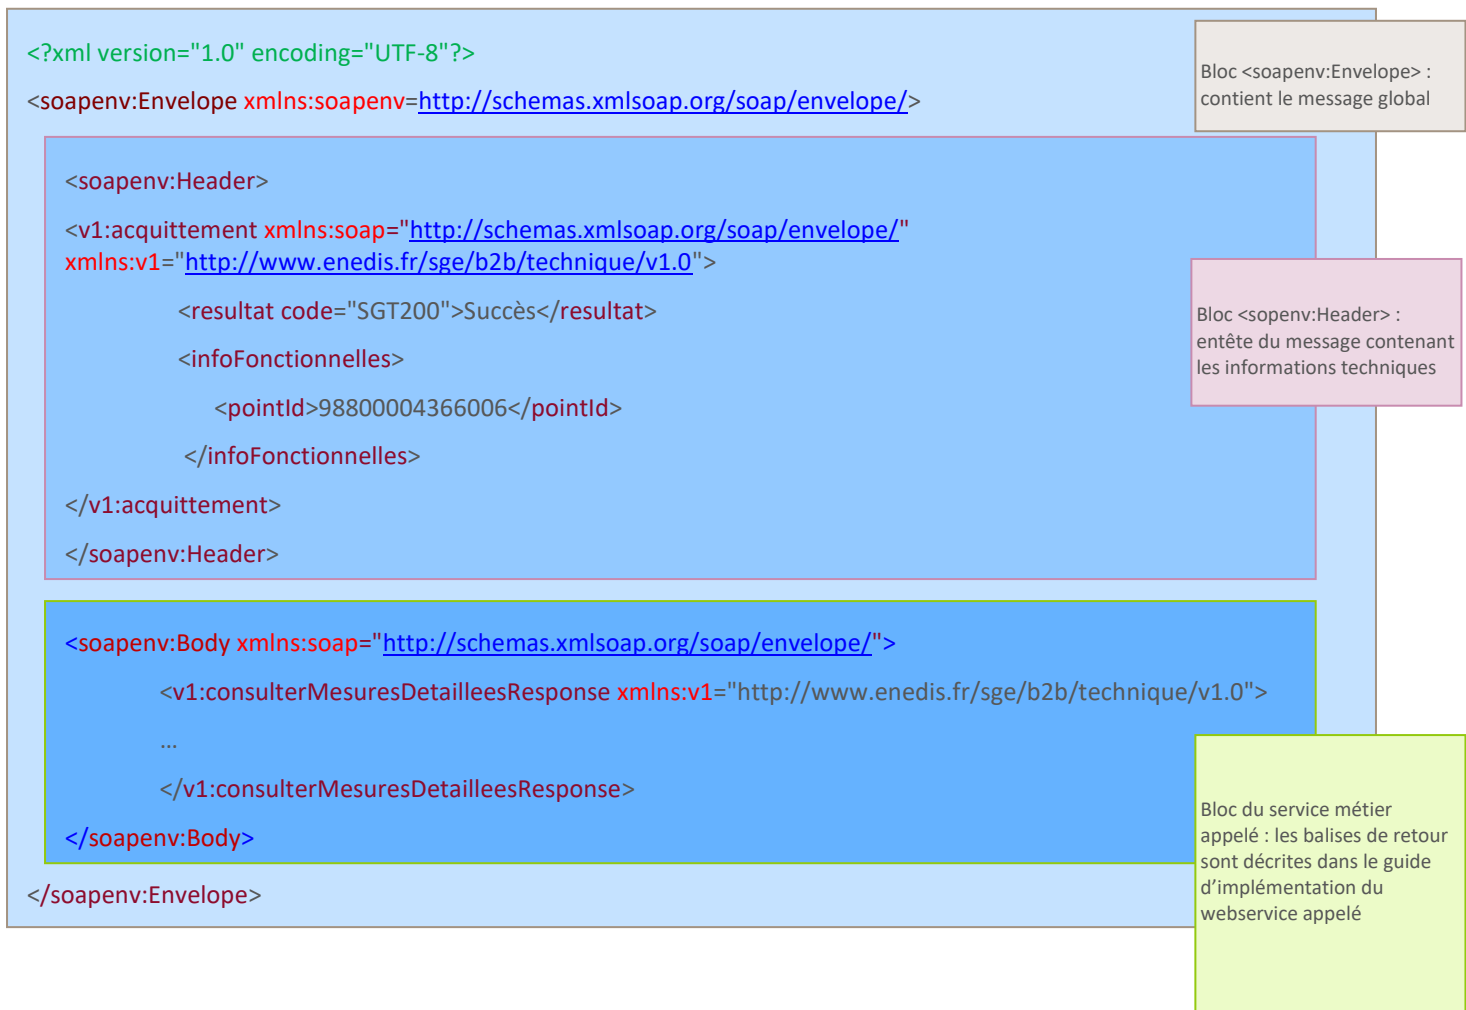 <?xml version="1.0" encoding="UTF-8"?>
<soapenv:Envelope xmlns:soapenv=http://schemas.xmlsoap.org/soap/envelope/>
Bloc <soapenv:Envelope> :
contient le message global
<soapenv:Header>
<v1:acquittement xmlns:soap="http://schemas.xmlsoap.org/soap/envelope/"
xmlns:v1="http://www.enedis.fr/sge/b2b/technique/v1.0">
<resultat code="SGT200">Succès</resultat>
<infoFonctionnelles>
<pointId>98800004366006</pointId>
</infoFonctionnelles>
</v1:acquittement>
</soapenv:Header>
Bloc <sopenv:Header> :
entête du message contenant
les informations techniques
<soapenv:Body xmlns:soap="http://schemas.xmlsoap.org/soap/envelope/">
<v1:consulterMesuresDetailleesResponse xmlns:v1="http://www.enedis.fr/sge/b2b/technique/v1.0">
...
</v1:consulterMesuresDetailleesResponse>
</soapenv:Body>
</soapenv:Envelope>
Bloc du service métier
appelé : les balises de retour
sont décrites dans le guide
d’implémentation du
webservice appelé